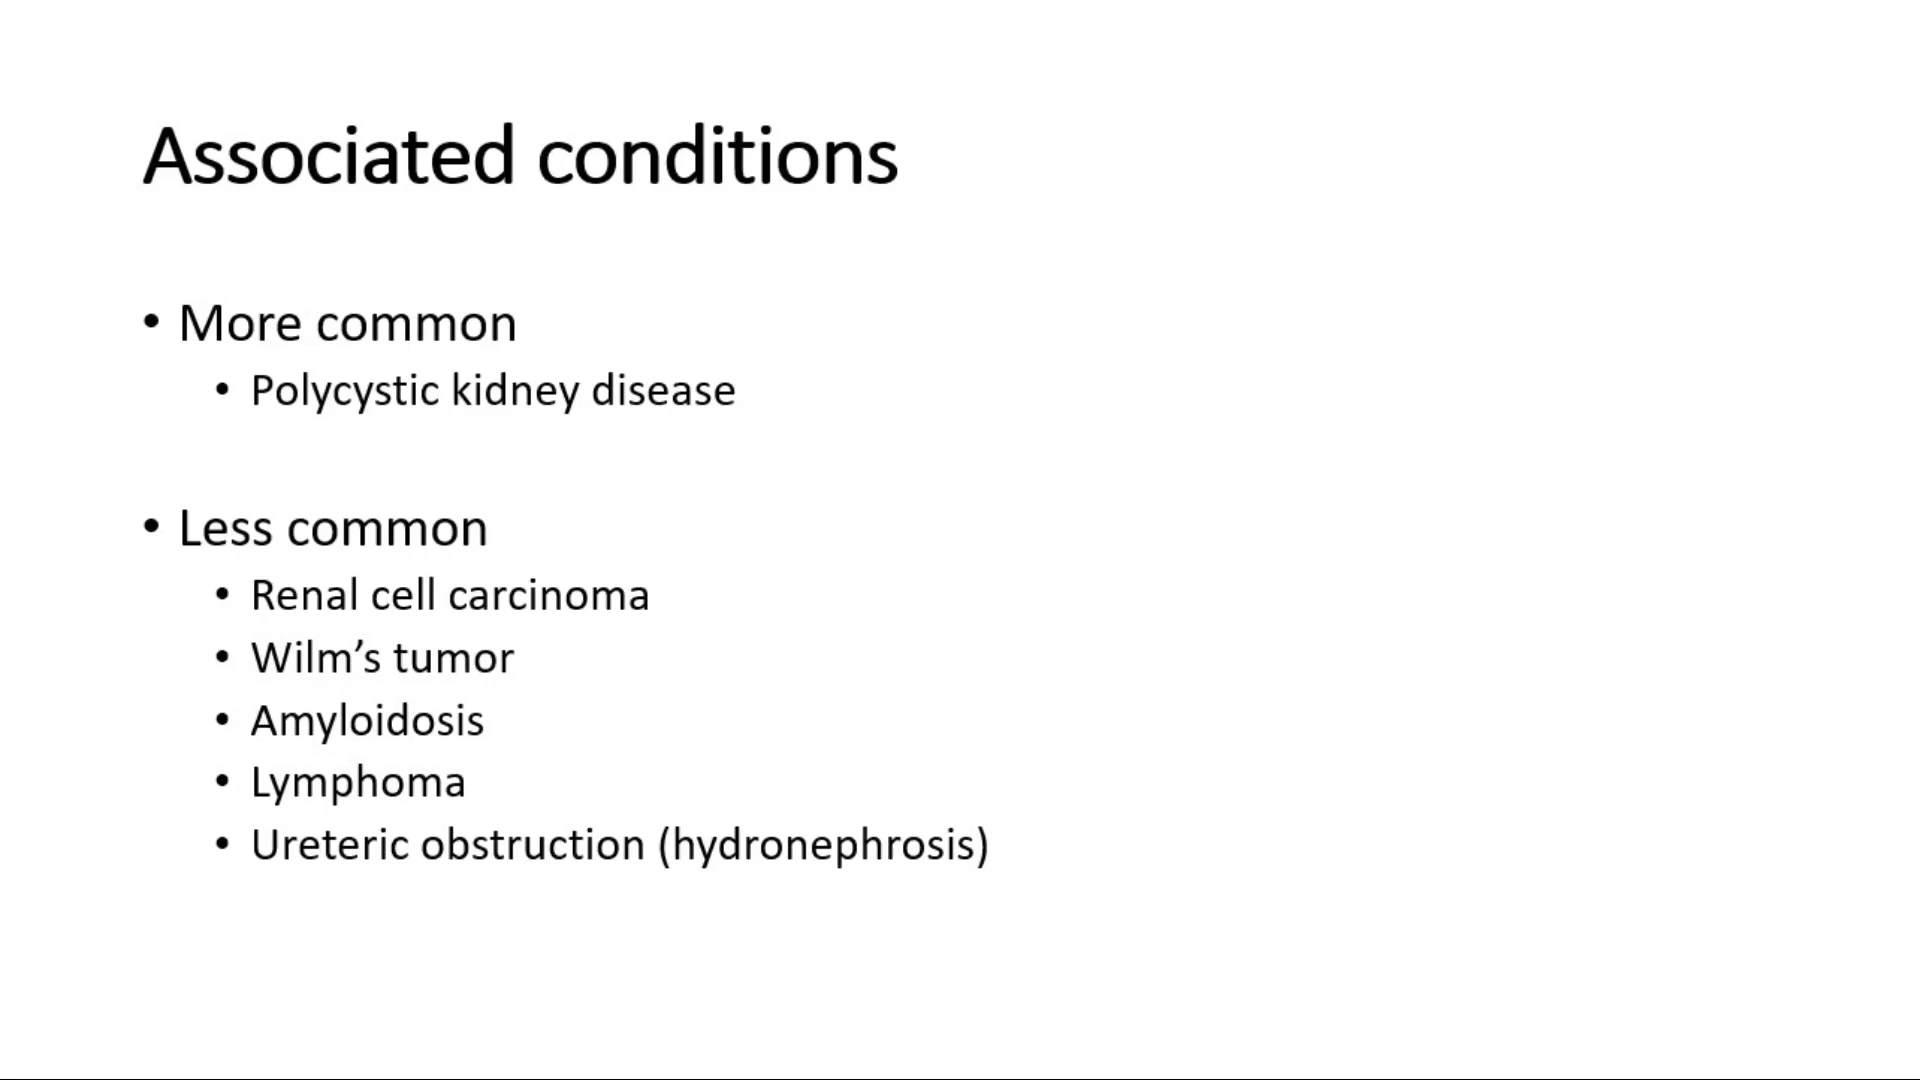 Associated conditions
• More common
• Polycystic kidney disease
• Less common
• Renal cell carcinoma
• Wilm’s tumor
• Amyloidosis
• Lymphoma
• Ureteric obstruction (hydronephrosis)